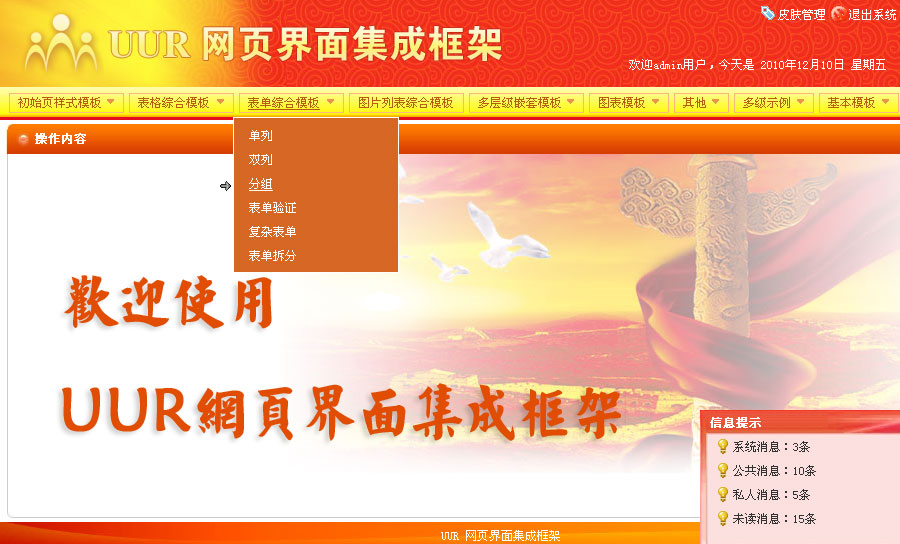 皮肤管理 退出系统
UUR 网页界面集成框架
欢迎admin用户，今天是 2010年12月10日 星期五
初始页样式模板 表格综合模板 表单综合模板 图片列表综合模板 多层级嵌套模板 图表模板 其他 多级示例 基本模板
操作内容
单列
双列
分组
表单验证
复杂表单
表单拆分
歡迎使用
UUR網頁界面集成框架
信息提示
系统消息：3条
公共消息：10条
私人消息：5条
未读消息：15条
UUR 网页界面集成框架